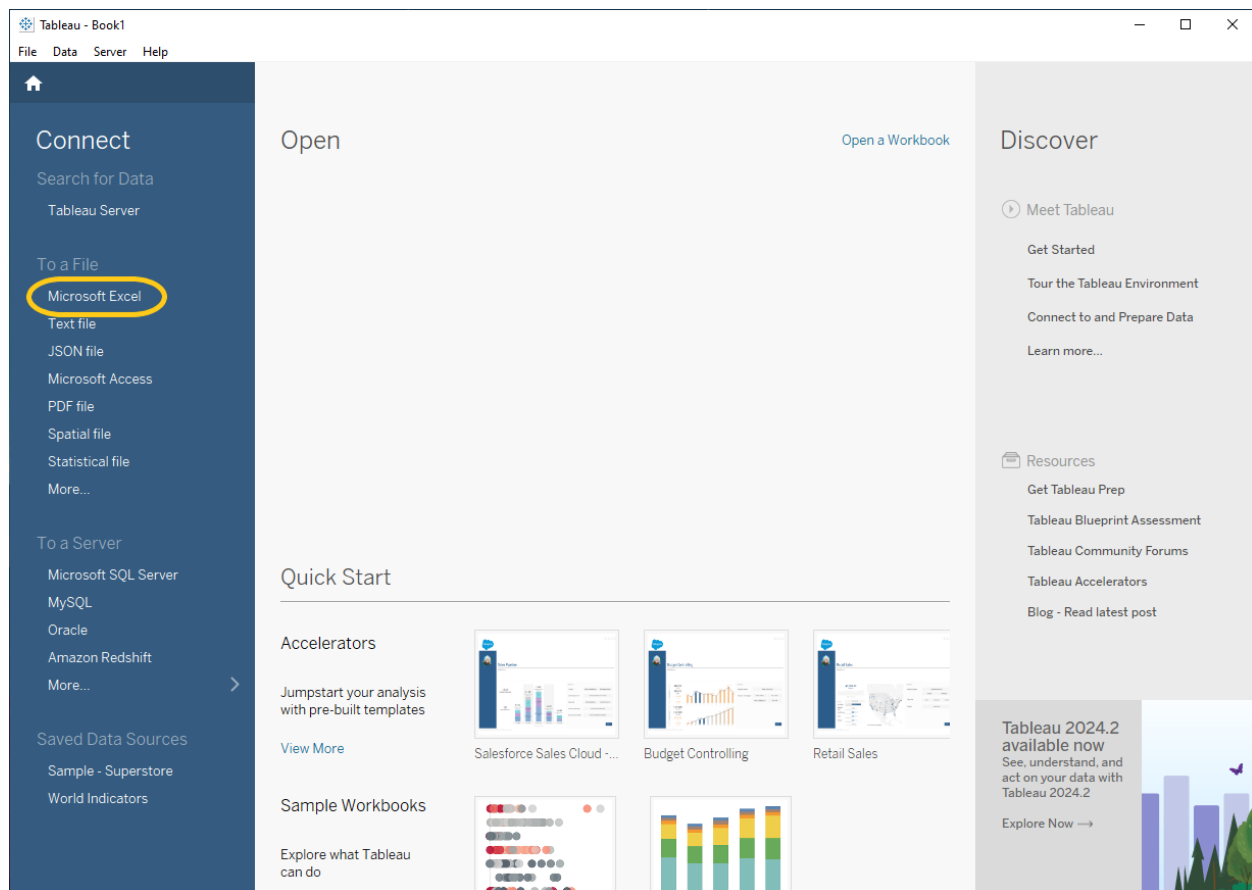 Tableau - Book1
File Data Server Help
Connect
Search for Data
Tableau Server
To a File
Microsoft Excel
Text file
JSON file
Microsoft Access
PDF file
Spatial file
Statistical file
More...
To a Server
Microsoft SQL Server
MySQL
Oracle
Amazon Redshift
More...
Saved Data Sources
Sample - Superstore
World Indicators
Open
Open a Workbook
Quick Start
Accelerators
Jumpstart your analysis
with pre-built templates
View More
Salesforce Sales Cloud -...
Budget Controlling
Retail Sales
Sample Workbooks
Explore what Tableau
can do
Discover
Meet Tableau
Get Started
Tour the Tableau Environment
Connect to and Prepare Data
Learn more...
Resources
Get Tableau Prep
Tableau Blueprint Assessment
Tableau Community Forums
Tableau Accelerators
Blog - Read latest post
Tableau 2024.2
available now
See, understand, and
act on your data with
Tableau 2024.2
Explore Now →